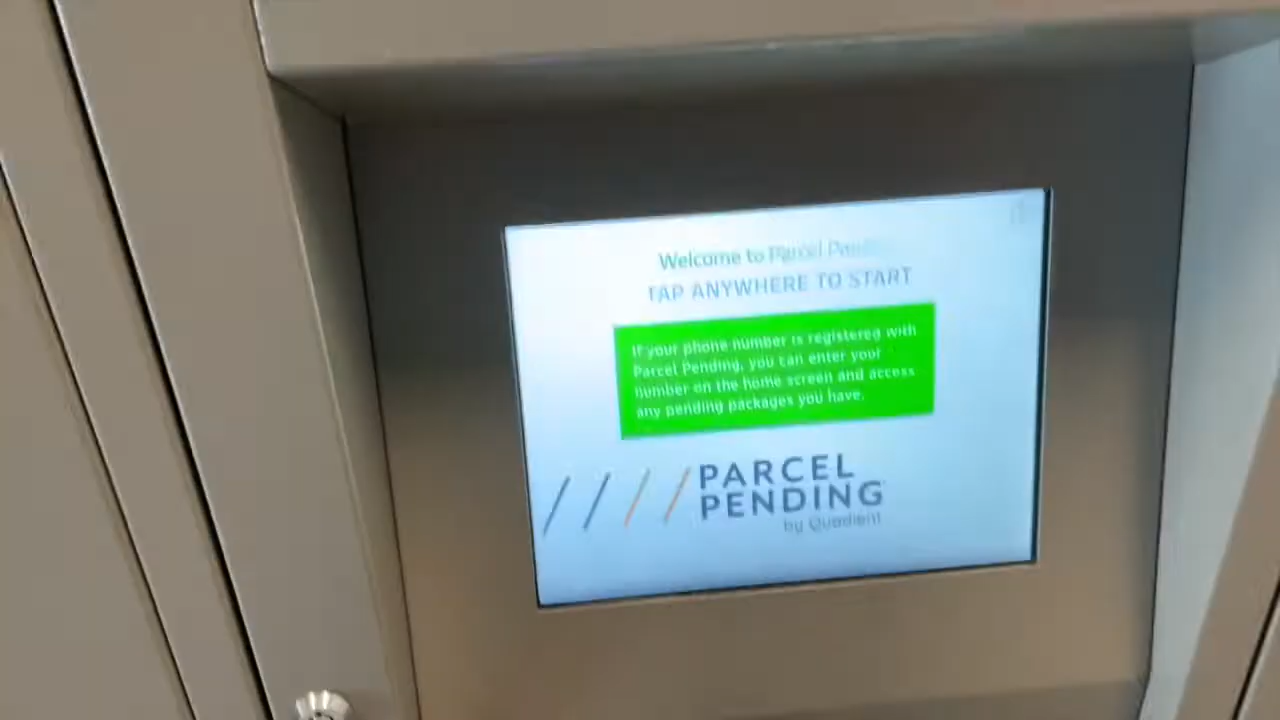 Welcome to Parcel
TAP ANYWHERE TO START
If your phone number is registered with
Parcel Pending, you can enter your
number on the home screen and access
any pending packages you have.
PARCEL
PENDING
by Quadient